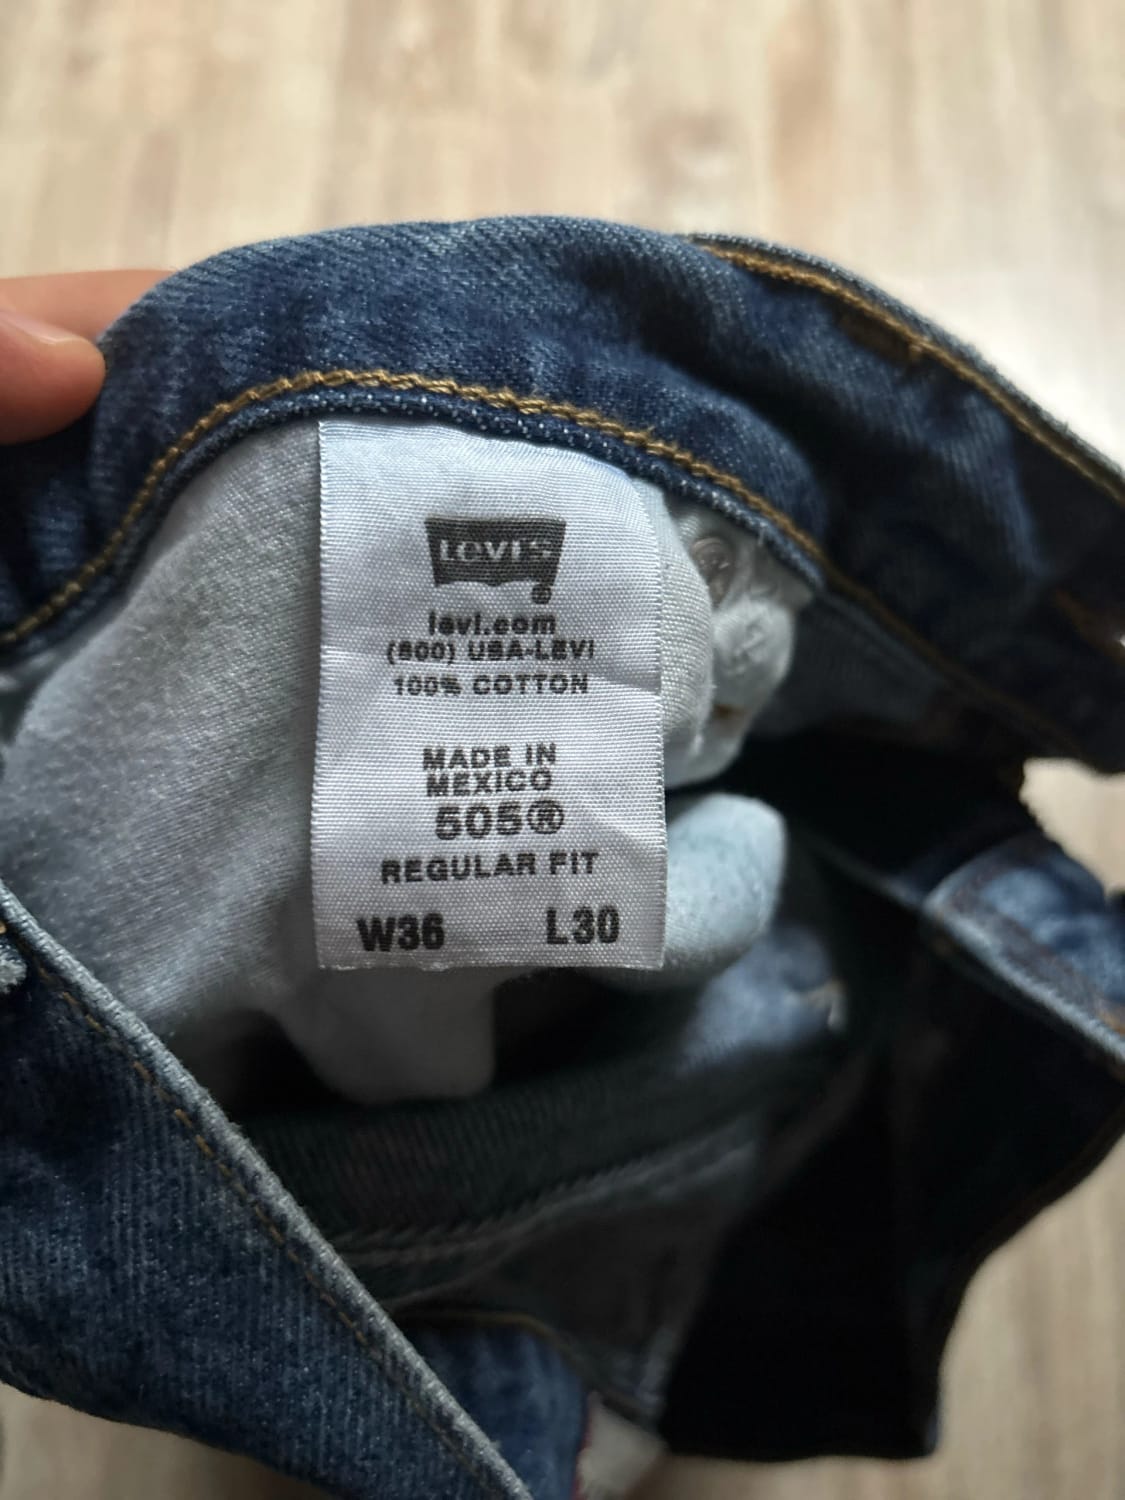 Levi's
®
levi.com
(800) USA-LEVI
100% COTTON
MADE IN
MEXICO
505®
REGULAR FIT
W36 L30